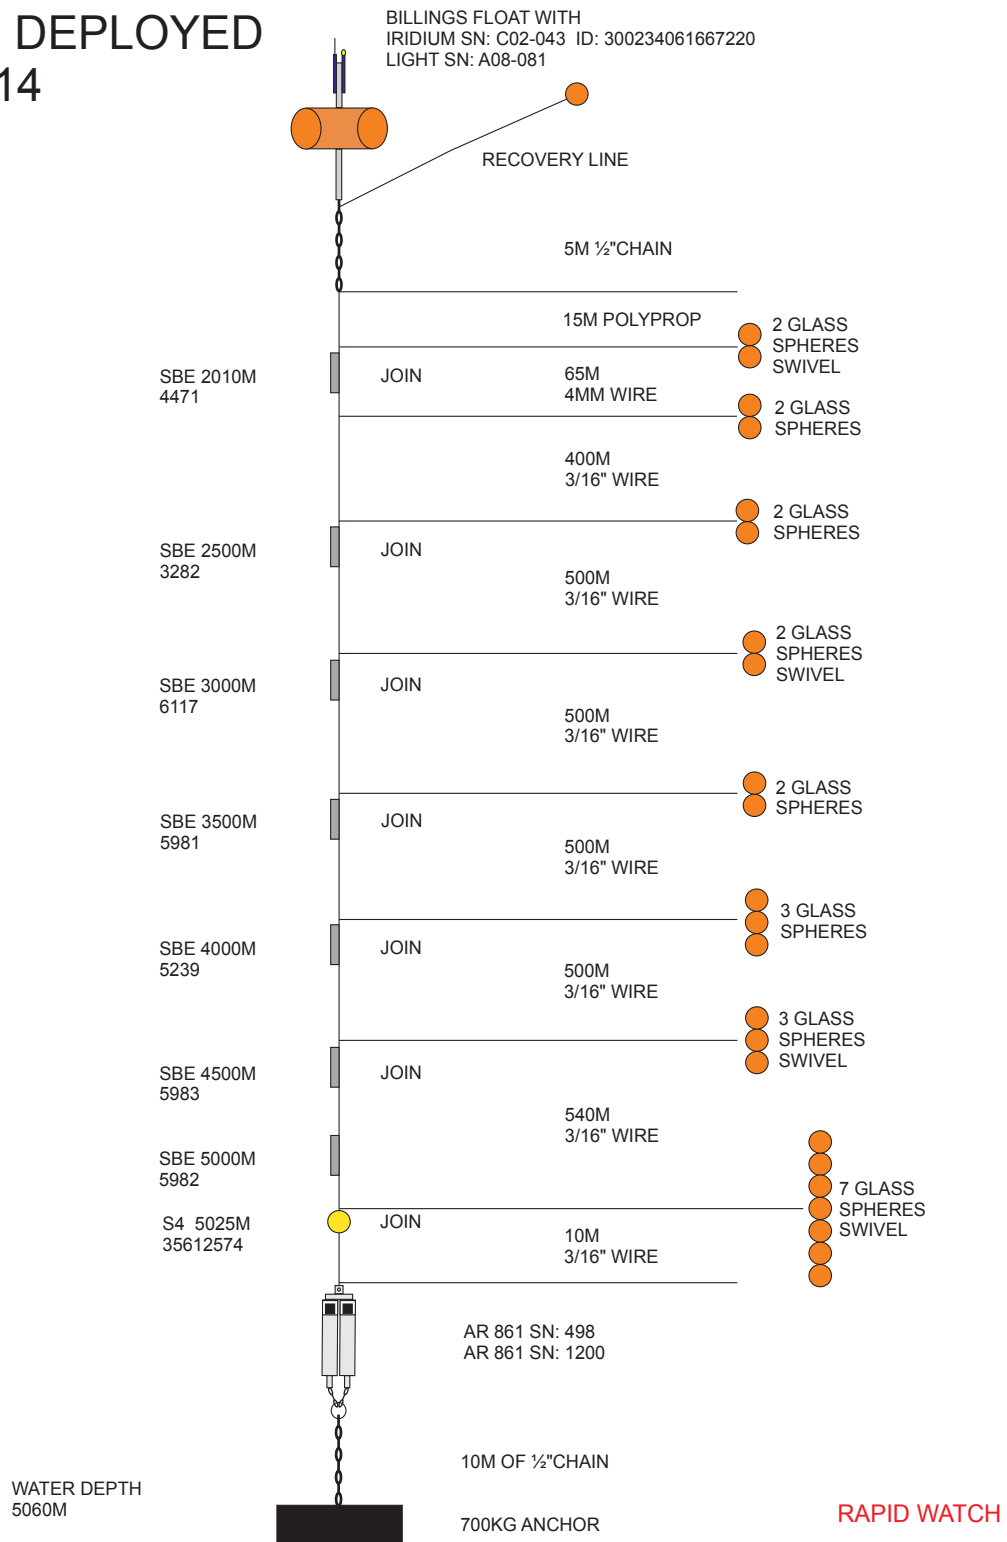 DEPLOYED
14
BILLINGS FLOAT WITH
IRIDIUM SN: C02-043 ID: 300234061667220
LIGHT SN: A08-081
RECOVERY LINE
5M ½"CHAIN
15M POLYPROP
2 GLASS
SPHERES
SWIVEL
SBE 2010M
4471
JOIN
65M
4MM WIRE
2 GLASS
SPHERES
400M
3/16" WIRE
2 GLASS
SPHERES
SBE 2500M
3282
JOIN
500M
3/16" WIRE
2 GLASS
SPHERES
SWIVEL
SBE 3000M
6117
JOIN
500M
3/16" WIRE
2 GLASS
SPHERES
SBE 3500M
5981
JOIN
500M
3/16" WIRE
3 GLASS
SPHERES
SBE 4000M
5239
JOIN
500M
3/16" WIRE
3 GLASS
SPHERES
SWIVEL
SBE 4500M
5983
JOIN
540M
3/16" WIRE
SBE 5000M
5982
7 GLASS
SPHERES
SWIVEL
S4 5025M
35612574
JOIN
10M
3/16" WIRE
AR 861 SN: 498
AR 861 SN: 1200
10M OF ½"CHAIN
WATER DEPTH
5060M
700KG ANCHOR
RAPID WATCH